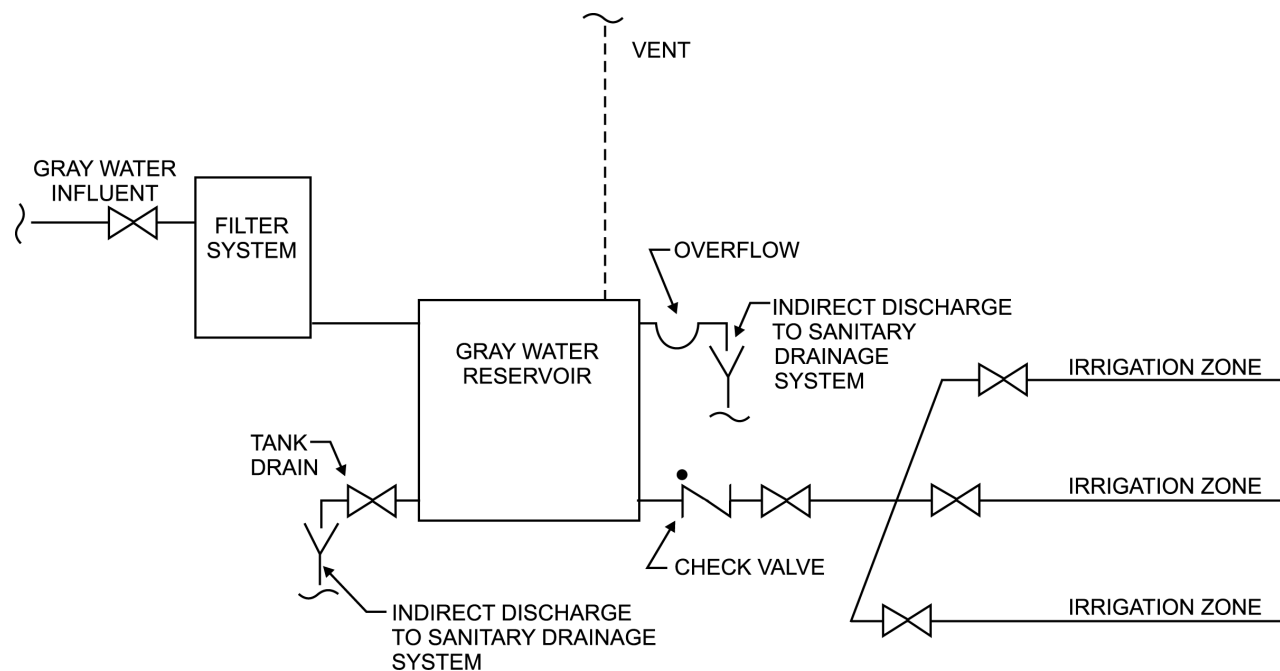 VENT
GRAY WATER
INFLUENT
FILTER
SYSTEM
OVERFLOW
INDIRECT DISCHARGE
TO SANITARY
DRAINAGE
SYSTEM
GRAY WATER
RESERVOIR
IRRIGATION ZONE
TANK
DRAIN
IRRIGATION ZONE
CHECK VALVE
IRRIGATION ZONE
INDIRECT DISCHARGE
TO SANITARY DRAINAGE
SYSTEM